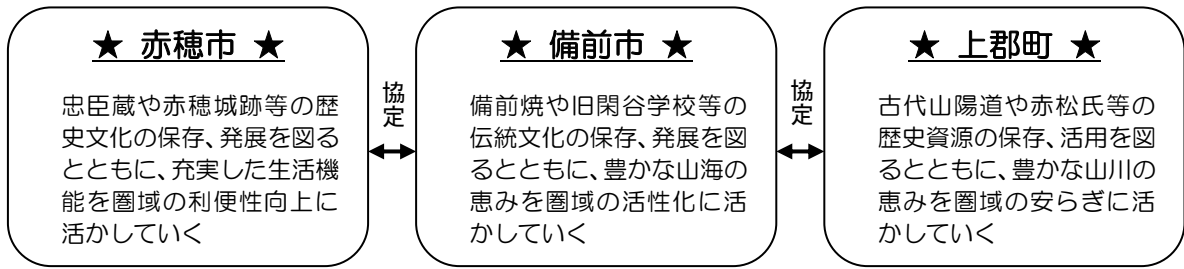 ★ 赤穂市 ★
忠臣蔵や赤穂城跡等の歴
史文化の保存、発展を図る
とともに、充実した生活機
能を圏域の利便性向上に
活かしていく
協定
★ 備前市 ★
備前焼や旧閑谷学校等の
伝統文化の保存、発展を図
るとともに、豊かな山海の
恵みを圏域の活性化に活
かしていく
協定
★ 上郡町 ★
古代山陽道や赤松氏等の
歴史資源の保存、活用を図
るとともに、豊かな山川の
恵みを圏域の安らぎに活
かしていく